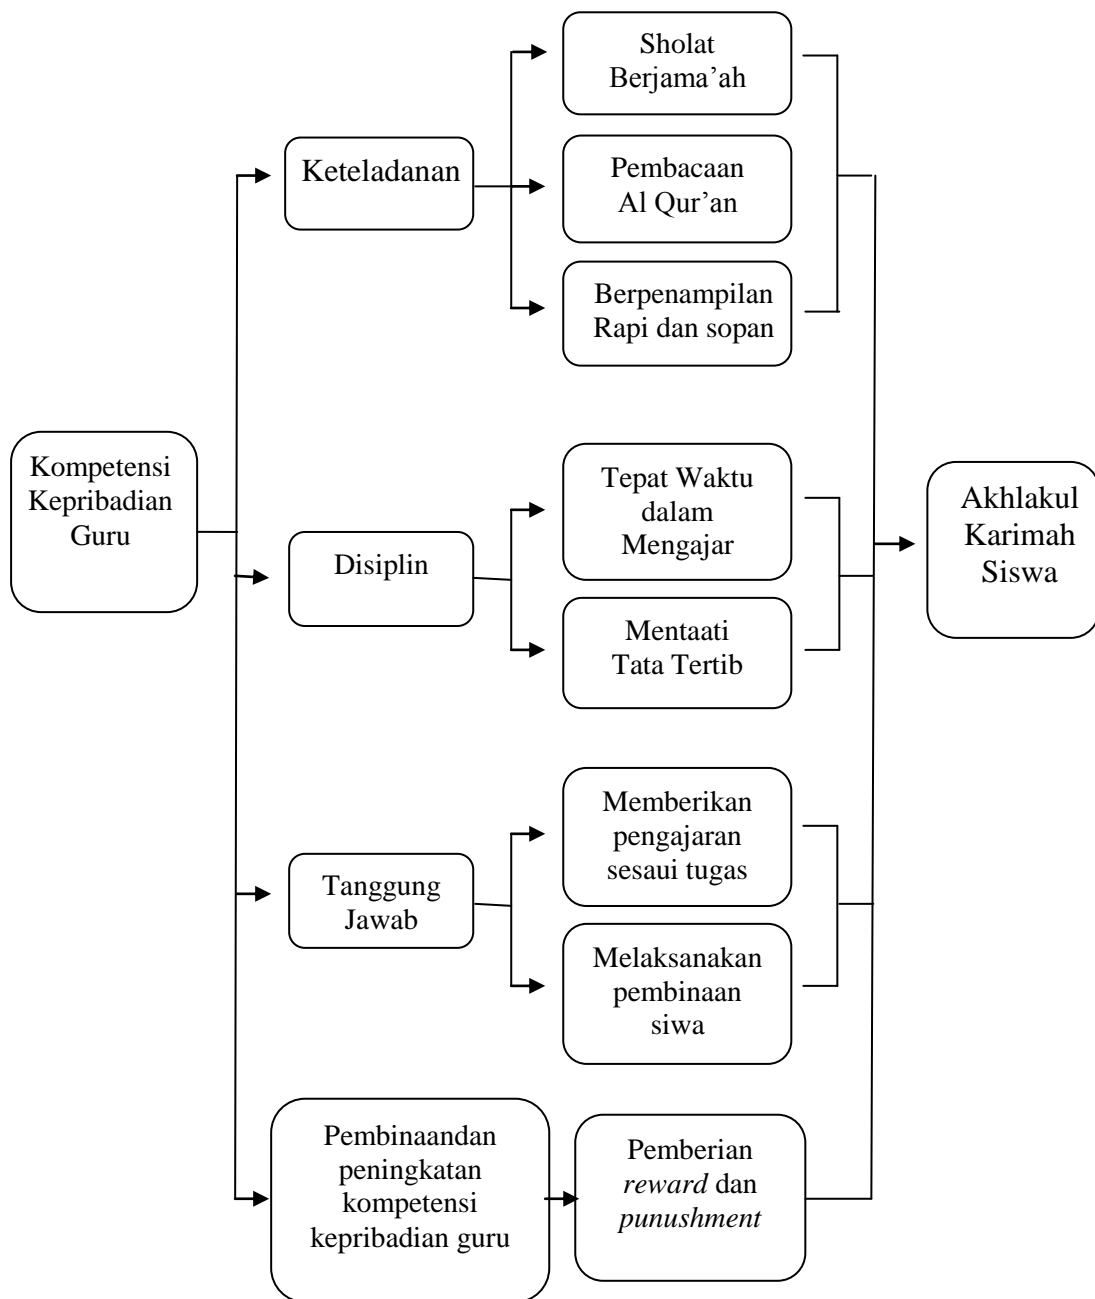 Kompetensi
Kepribadian
Guru
Keteladanan
Sholat
Berjama’ah
Pembacaan
Al Qur’an
Berpenampilan
Rapi dan sopan
Disiplin
Tepat Waktu
dalam
Mengajar
Mentaati
Tata Tertib
Tanggung
Jawab
Memberikan
pengajaran
sesaui tugas
Melaksanakan
pembinaan
siwa
Pembinaandan
peningkatan
kompetensi
kepribadian guru
Pemberian
reward dan
punushment
Akhlakul
Karimah
Siswa